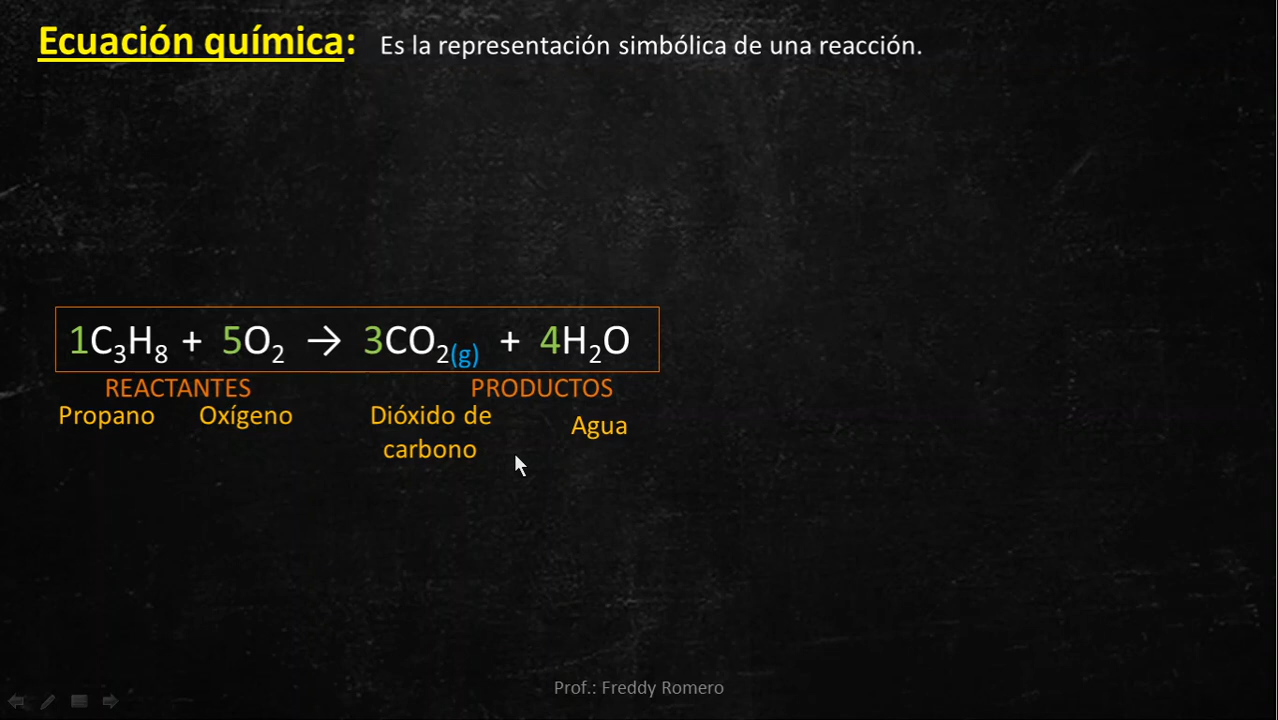 Ecuación química: Es la representación simbólica de una reacción.
1C₃H₈ + 5O₂ → 3CO₂(g) + 4H₂O
REACTANTES PRODUCTOS
Propano Oxígeno Dióxido de carbono Agua
Prof.: Freddy Romero